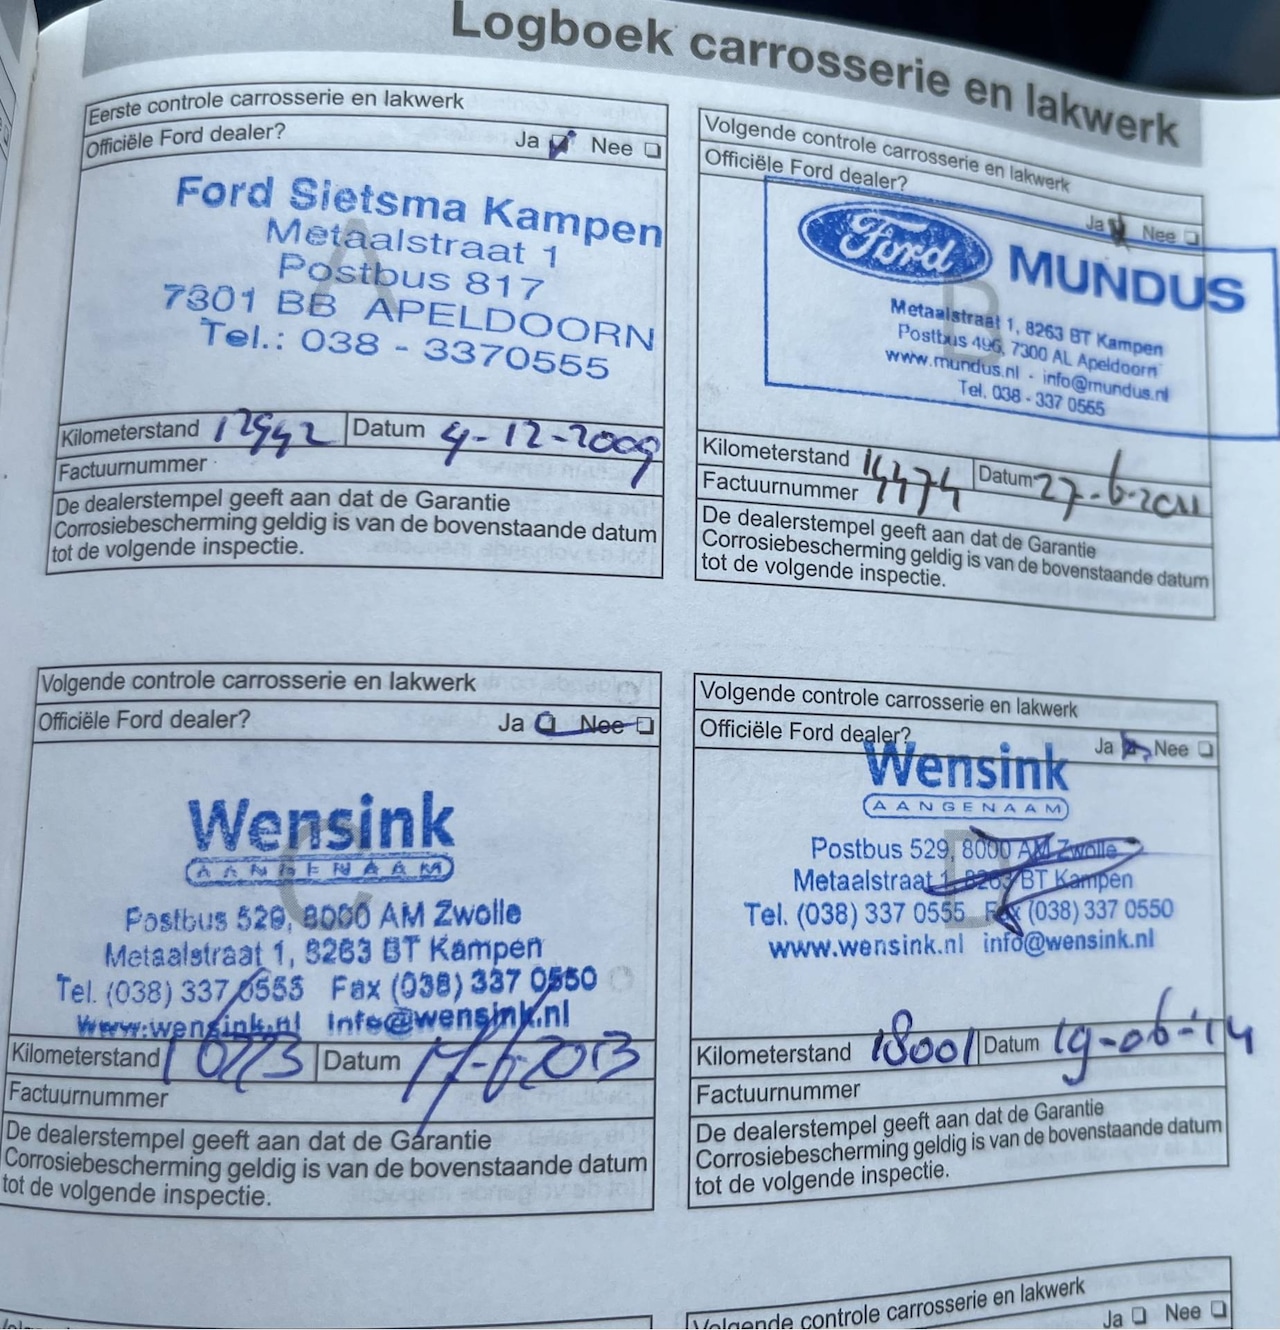 Logboek carrosserie en lakwerk
Eerste controle carrosserie en lakwerk
Officiële Ford dealer? Ja Nee
A
Ford Sietsma Kampen
Metaalstraat 1
Postbus 817
7301 BB APELDOORN
Tel.: 038 - 3370555
Kilometerstand Datum 4-12-2009
Factuurnummer
De dealerstempel geeft aan dat de Garantie
Corrosiebescherming geldig is van de bovenstaande datum
tot de volgende inspectie.
Volgende controle carrosserie en lakwerk
Officiële Ford dealer? Ja Nee
B
Ford MUNDUS
Metaalstraat 1, 8263 BT Kampen
Postbus 496, 7300 AL Apeldoorn
www.mundus.nl - info@mundus.nl
Tel. 038 - 337 0555
Kilometerstand 14474 Datum 27-6-2011
Factuurnummer
De dealerstempel geeft aan dat de Garantie
Corrosiebescherming geldig is van de bovenstaande datum
tot de volgende inspectie.
Volgende controle carrosserie en lakwerk
Officiële Ford dealer? Ja Nee
C
Wensink
AANGENAAM
Postbus 529, 8000 AM Zwolle
Metaalstraat 1, 8263 BT Kampen
Tel. (038) 337 0555 Fax (038) 337 0550
www.wensink.nl info@wensink.nl
Kilometerstand Datum
Factuurnummer
De dealerstempel geeft aan dat de Garantie
Corrosiebescherming geldig is van de bovenstaande datum
tot de volgende inspectie.
Volgende controle carrosserie en lakwerk
Officiële Ford dealer? Ja Nee
D
Wensink
AANGENAAM
Postbus 529, 8000 AM Zwolle
Metaalstraat 1, 8263 BT Kampen
Tel. (038) 337 0555 Fax (038) 337 0550
www.wensink.nl info@wensink.nl
Kilometerstand 18001 Datum 19-06-'14
Factuurnummer
De dealerstempel geeft aan dat de Garantie
Corrosiebescherming geldig is van de bovenstaande datum
tot de volgende inspectie.
Volgende controle carrosserie en lakwerk
Ja Nee